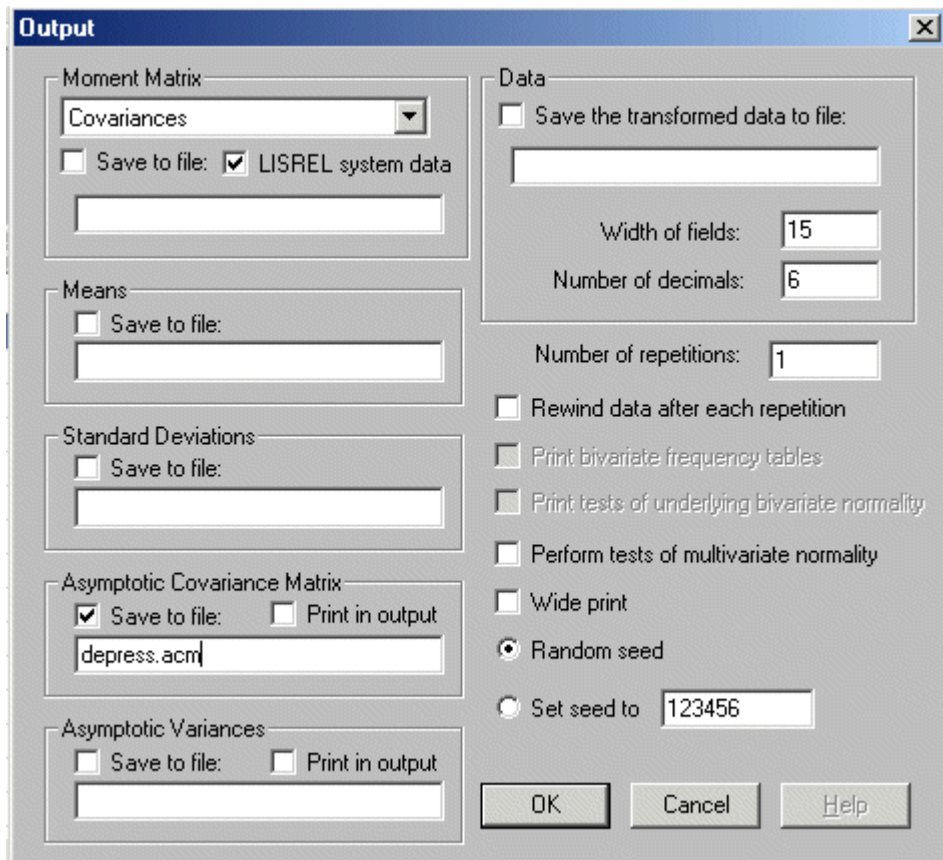 Output
Moment Matrix
Covariances
Save to file: LISREL system data
Means
Save to file:
Standard Deviations
Save to file:
Asymptotic Covariance Matrix
Save to file: Print in output
depress.acm
Asymptotic Variances
Save to file: Print in output
Data
Save the transformed data to file:
Width of fields: 15
Number of decimals: 6
Number of repetitions: 1
Rewind data after each repetition
Print bivariate frequency tables
Print tests of underlying bivariate normality
Perform tests of multivariate normality
Wide print
Random seed
Set seed to 123456
OK Cancel Help